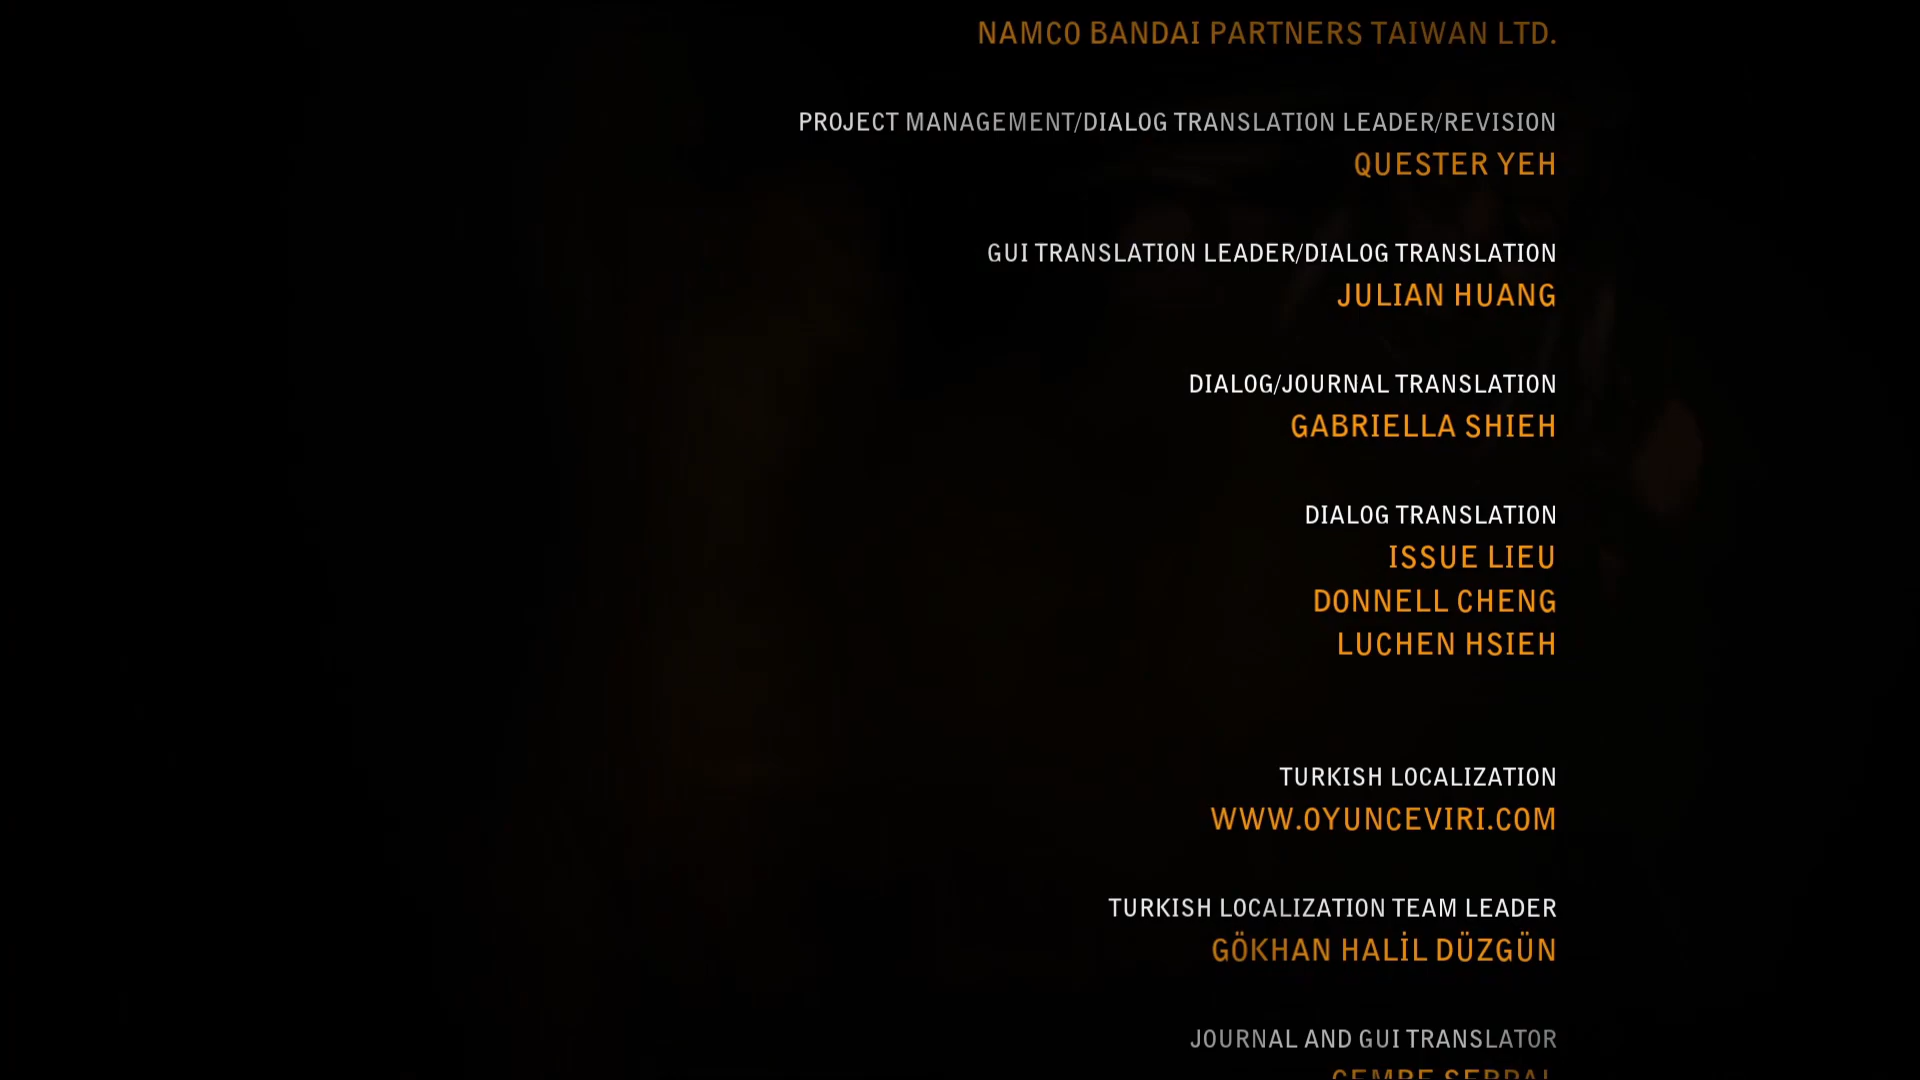 NAMCO BANDAI PARTNERS TAIWAN LTD.
PROJECT MANAGEMENT/DIALOG TRANSLATION LEADER/REVISION
QUESTER YEH
GUI TRANSLATION LEADER/DIALOG TRANSLATION
JULIAN HUANG
DIALOG/JOURNAL TRANSLATION
GABRIELLA SHIEH
DIALOG TRANSLATION
ISSUE LIEU
DONNELL CHENG
LUCHEN HSIEH
TURKISH LOCALIZATION
WWW.OYUNCEVIRI.COM
TURKISH LOCALIZATION TEAM LEADER
GÖKHAN HALİL DÜZGÜN
JOURNAL AND GUI TRANSLATOR